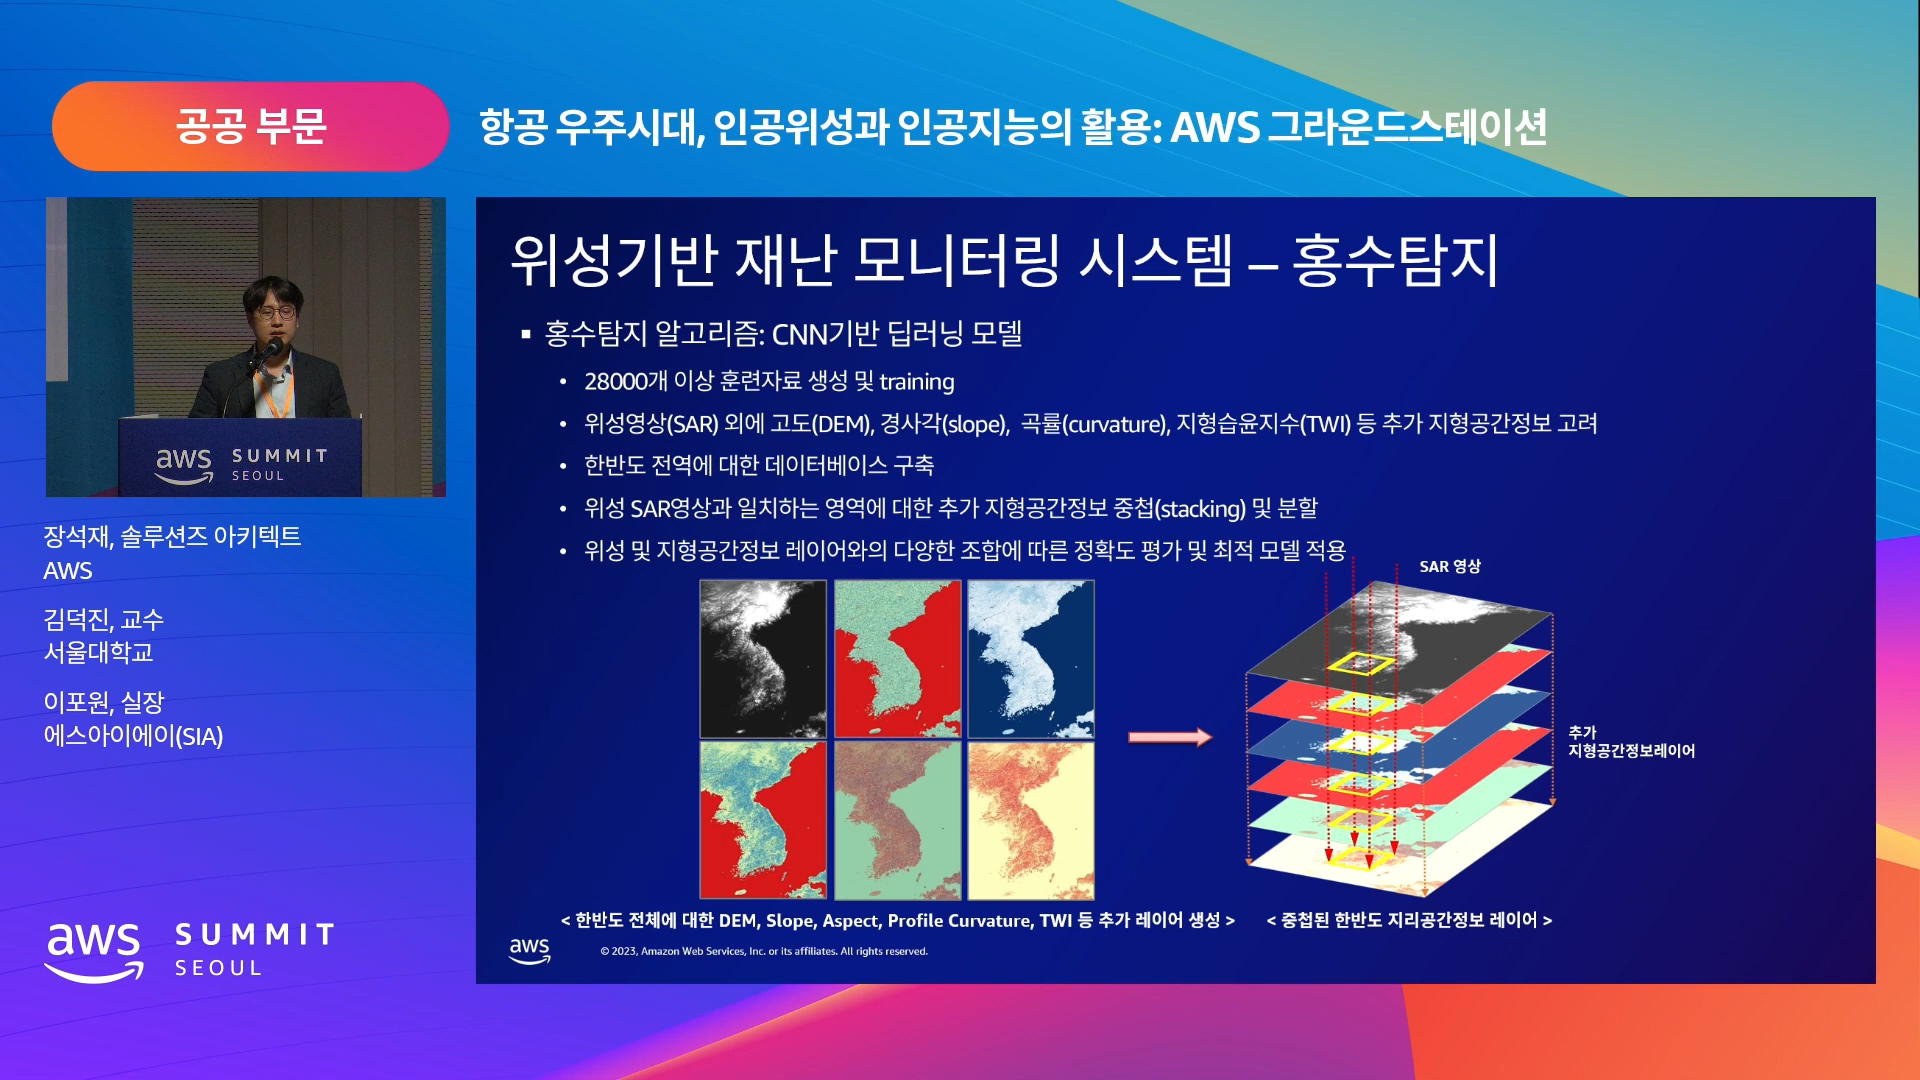 공공 부문
항공 우주시대, 인공위성과 인공지능의 활용: AWS 그라운드스테이션
aws SUMMIT
SEOUL
장석재, 솔루션즈 아키텍트
AWS
김덕진, 교수
서울대학교
이포원, 실장
에스아이에이(SIA)
aws SUMMIT
SEOUL
위성기반 재난 모니터링 시스템 – 홍수탐지
▪ 홍수탐지 알고리즘: CNN기반 딥러닝 모델
• 28000개 이상 훈련자료 생성 및 training
• 위성영상(SAR) 외에 고도(DEM), 경사각(slope), 곡률(curvature), 지형습윤지수(TWI) 등 추가 지형공간정보 고려
• 한반도 전역에 대한 데이터베이스 구축
• 위성 SAR영상과 일치하는 영역에 대한 추가 지형공간정보 중첩(stacking) 및 분할
• 위성 및 지형공간정보 레이어와의 다양한 조합에 따른 정확도 평가 및 최적 모델 적용
SAR 영상
추가
지형공간정보레이어
< 한반도 전체에 대한 DEM, Slope, Aspect, Profile Curvature, TWI 등 추가 레이어 생성 >
< 중첩된 한반도 지리공간정보 레이어 >
aws
© 2023, Amazon Web Services, Inc. or its affiliates. All rights reserved.